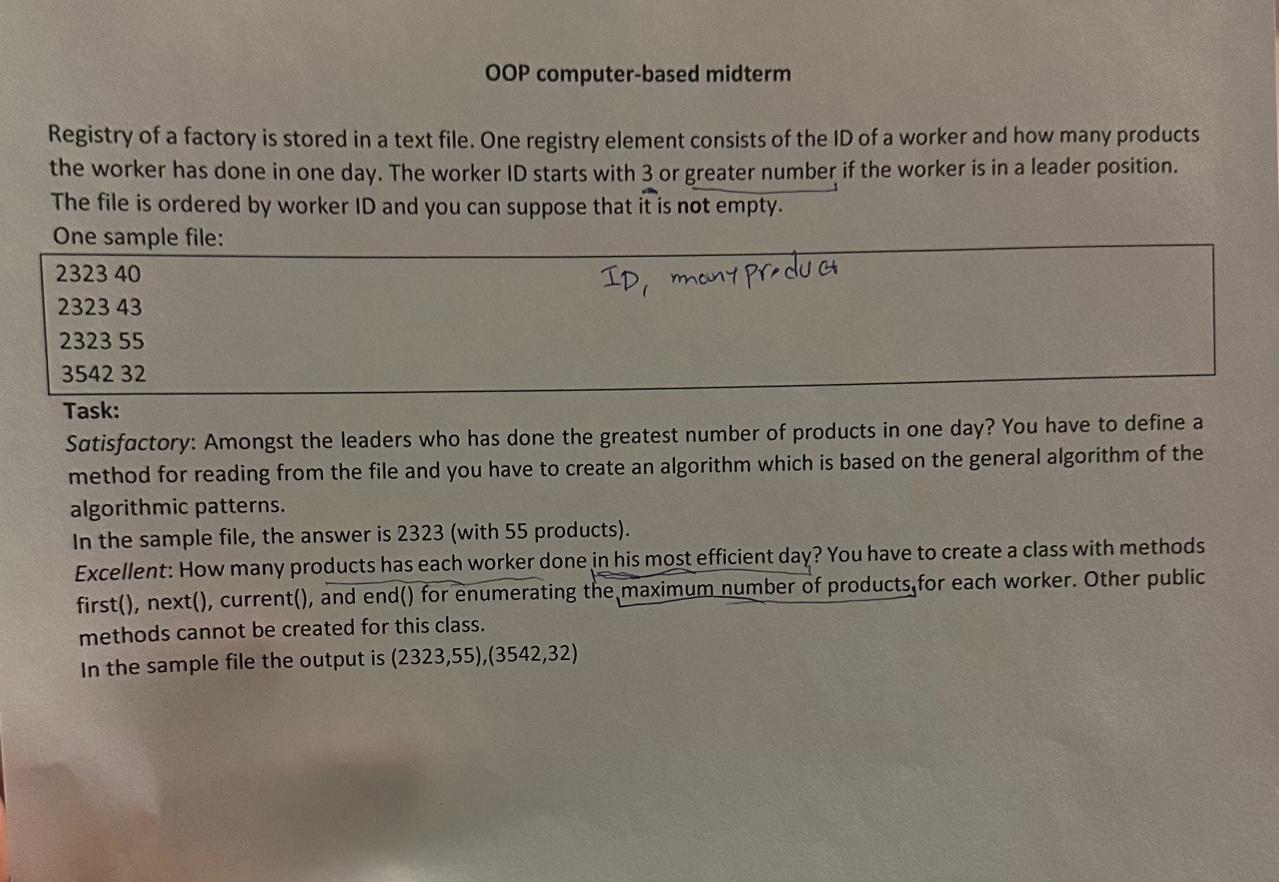 OOP computer-based midterm
Registry of a factory is stored in a text file. One registry element consists of the ID of a worker and how many products
the worker has done in one day. The worker ID starts with 3 or greater number if the worker is in a leader position.
The file is ordered by worker ID and you can suppose that it is not empty.
One sample file:
2323 40
ID, many product
2323 43
2323 55
3542 32
Task:
Satisfactory: Amongst the leaders who has done the greatest number of products in one day? You have to define a
method for reading from the file and you have to create an algorithm which is based on the general algorithm of the
algorithmic patterns.
In the sample file, the answer is 2323 (with 55 products).
Excellent: How many products has each worker done in his most efficient day? You have to create a class with methods
first(), next(), current(), and end() for enumerating the maximum number of products for each worker. Other public
methods cannot be created for this class.
In the sample file the output is (2323,55),(3542,32)